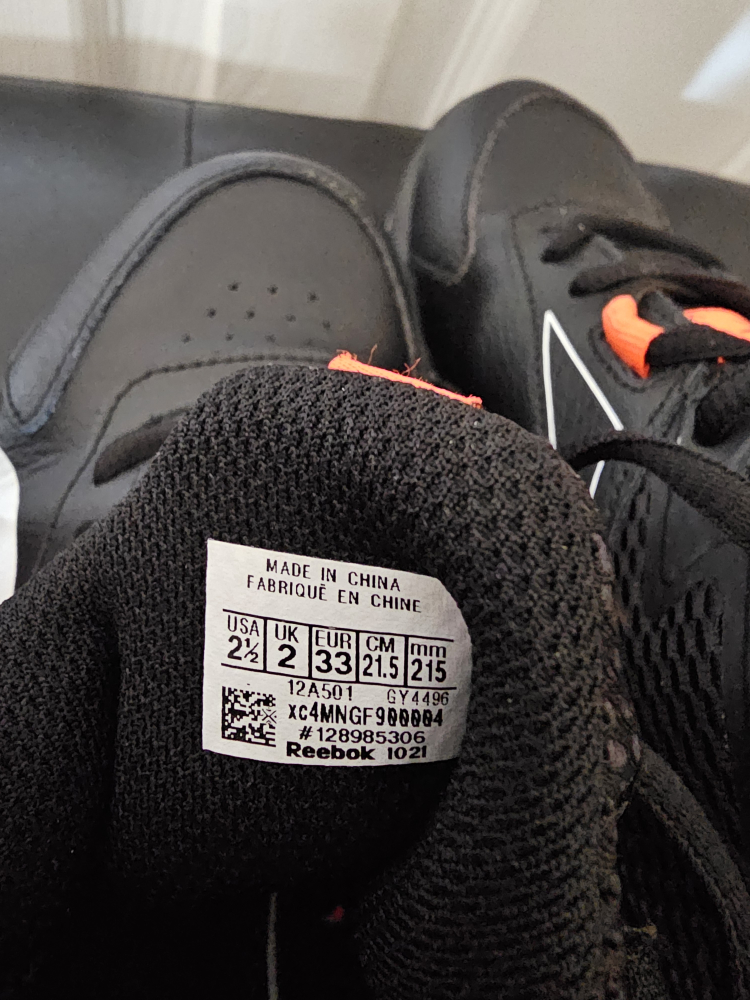 MADE IN CHINA
FABRIQUÉ EN CHINE
USA UK EUR CM mm
2½ 2 33 21.5 215
12A501 GY4496
xc4MNGF900004
#128985306
Reebok 1021